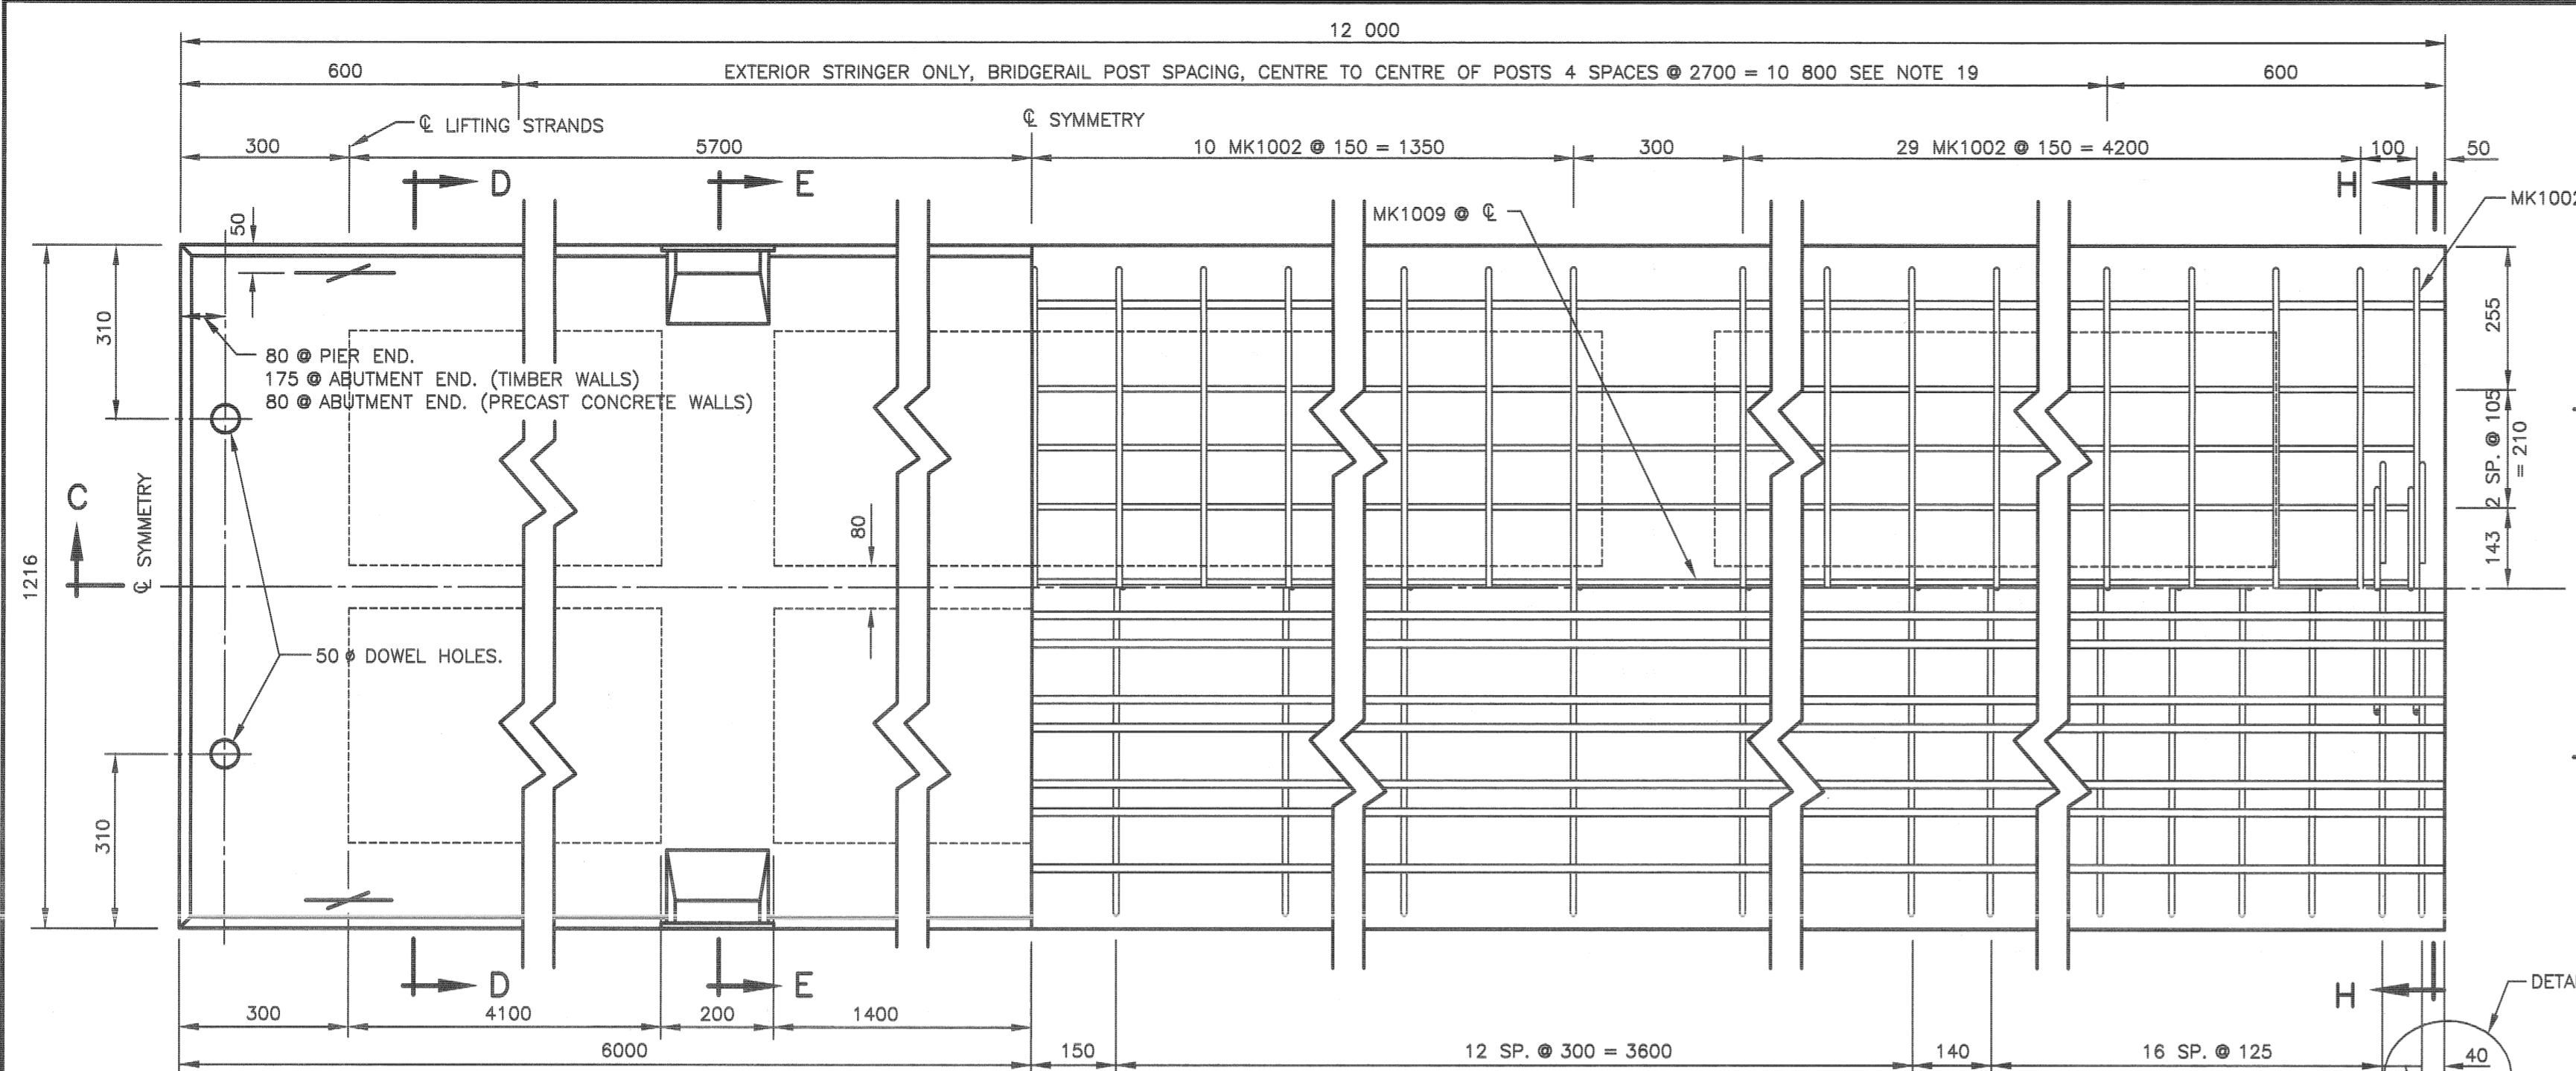 12 000
600
EXTERIOR STRINGER ONLY, BRIDGERAIL POST SPACING, CENTRE TO CENTRE OF POSTS 4 SPACES @ 2700 = 10 800 SEE NOTE 19
600
℄ LIFTING STRANDS
℄ SYMMETRY
300
5700
10 MK1002 @ 150 = 1350
300
29 MK1002 @ 150 = 4200
100
50
D
E
H
MK1002
MK1009 @ ℄
50
310
255
80 @ PIER END.
175 @ ABUTMENT END. (TIMBER WALLS)
80 @ ABUTMENT END. (PRECAST CONCRETE WALLS)
2 SP. @ 105
= 210
C
℄ SYMMETRY
80
143
1216
50 ø DOWEL HOLES.
310
D
E
H
DETA
300
4100
200
1400
6000
150
12 SP. @ 300 = 3600
140
16 SP. @ 125
40